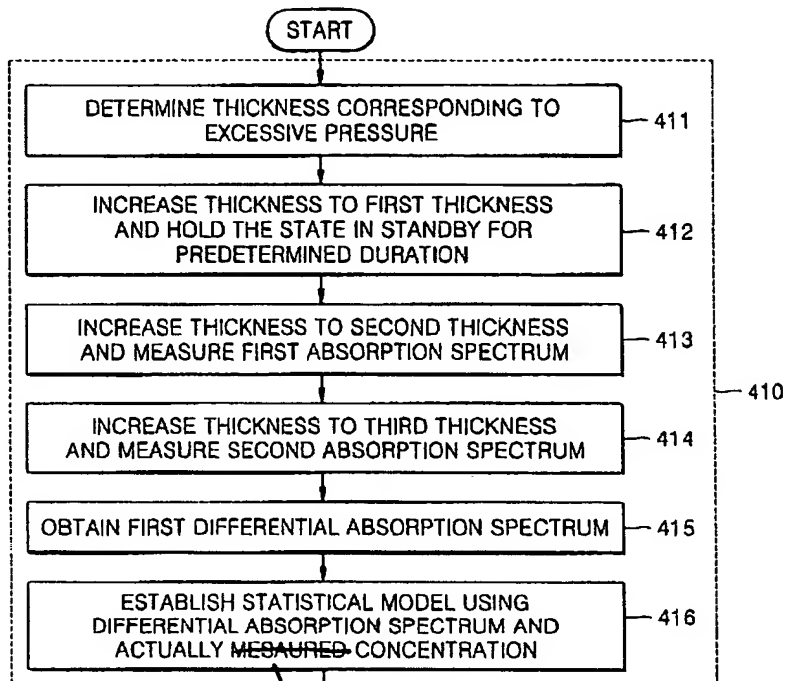 START
DETERMINE THICKNESS CORRESPONDING TO
EXCESSIVE PRESSURE
411
INCREASE THICKNESS TO FIRST THICKNESS
AND HOLD THE STATE IN STANDBY FOR
PREDETERMINED DURATION
412
INCREASE THICKNESS TO SECOND THICKNESS
AND MEASURE FIRST ABSORPTION SPECTRUM
413
410
INCREASE THICKNESS TO THIRD THICKNESS
AND MEASURE SECOND ABSORPTION SPECTRUM
414
OBTAIN FIRST DIFFERENTIAL ABSORPTION SPECTRUM
415
ESTABLISH STATISTICAL MODEL USING
DIFFERENTIAL ABSORPTION SPECTRUM AND
ACTUALLY MESAURED CONCENTRATION
416